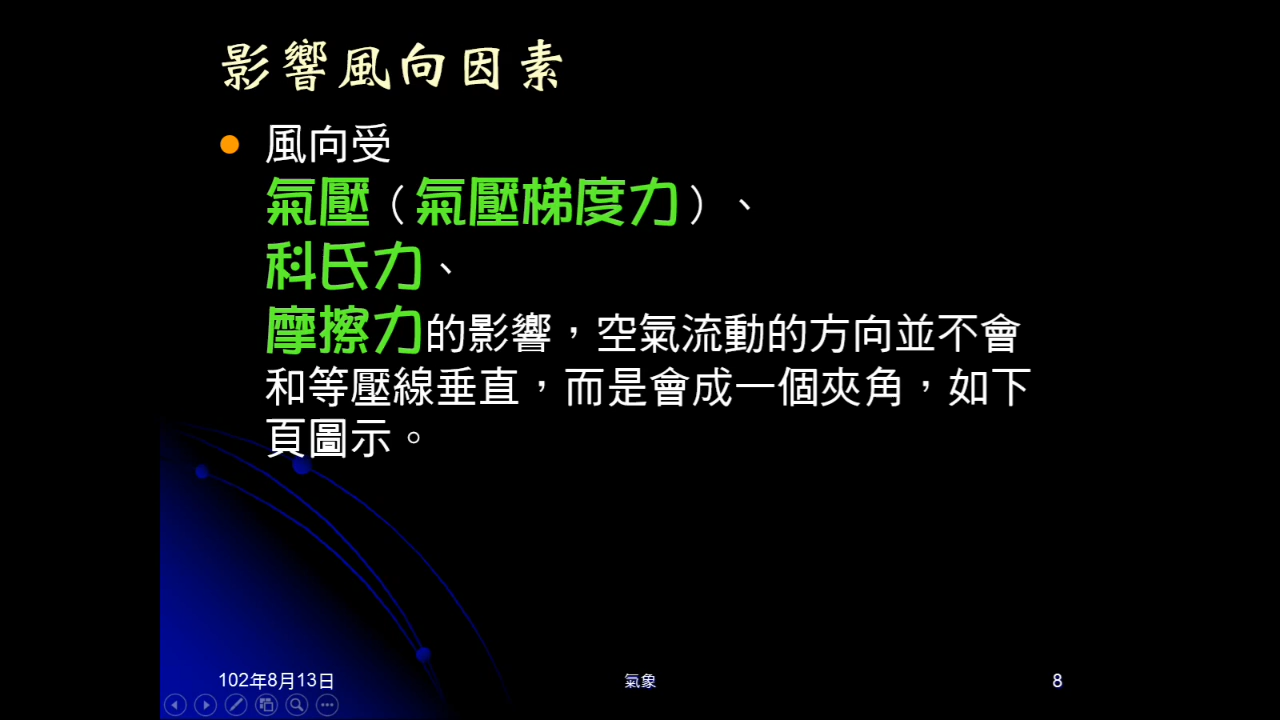 影響風向因素
風向受
氣壓（氣壓梯度力）、
科氏力、
摩擦力的影響，空氣流動的方向並不會
和等壓線垂直，而是會成一個夾角，如下
頁圖示。
102年8月13日
氣象
8